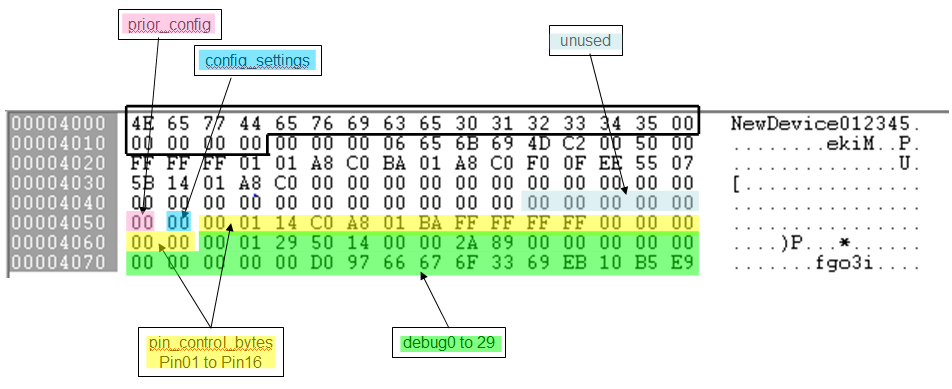 prior_config
config_settings
unused
00004000 4E 65 77 44 65 76 69 63 65 30 31 32 33 34 35 00 NewDevice012345.
00004010 00 00 00 00 00 00 00 06 65 6B 69 4D C2 00 50 00 ........ekiM..P.
00004020 FF FF FF 01 01 A8 C0 BA 01 A8 C0 F0 0F EE 55 07 ..............U.
00004030 5B 14 01 A8 C0 00 00 00 00 00 00 00 00 00 00 00 [...............
00004040 00 00 00 00 00 00 00 00 00 00 00 00 00 00 00 00 ................
00004050 00 00 00 01 14 C0 A8 01 BA FF FF FF FF 00 00 00 ................
00004060 00 00 00 01 29 50 14 00 00 2A 89 00 00 00 00 00 ....)P...*......
00004070 00 00 00 00 00 D0 97 66 67 6F 33 69 EB 10 B5 E9 .......fgo3i....
pin_control_bytes
Pin01 to Pin16
debug0 to 29